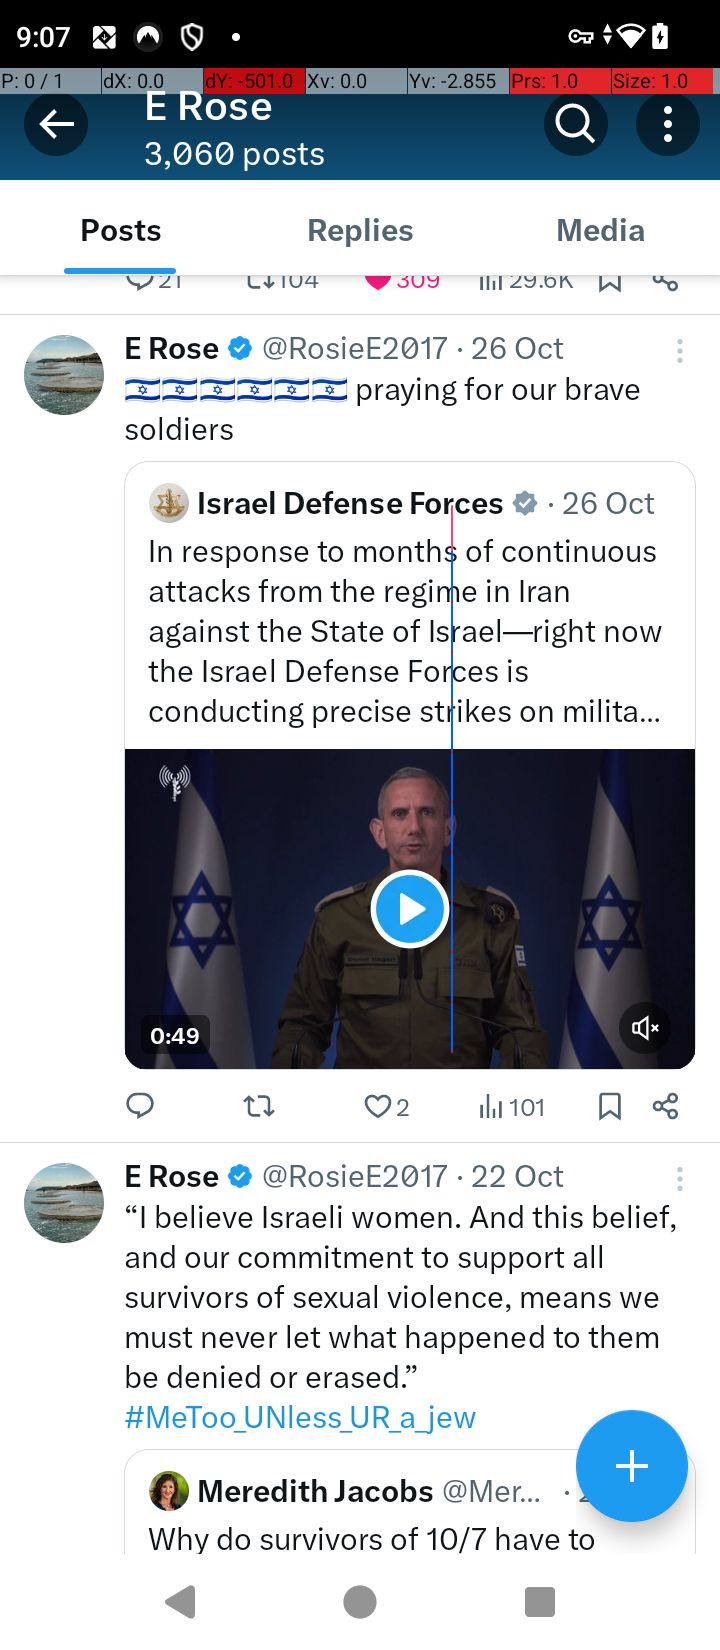 9:07
P: 0 / 1 dX: 0.0 dY: -501.0 Xv: 0.0 Yv: -2.855 Prs: 1.0 Size: 1.0
E Rose
3,060 posts
Posts Replies Media
21 104 309 29.6K
E Rose @RosieE2017 · 26 Oct
🇮🇱🇮🇱🇮🇱🇮🇱🇮🇱🇮🇱 praying for our brave
soldiers
Israel Defense Forces · 26 Oct
In response to months of continuous
attacks from the regime in Iran
against the State of Israel—right now
the Israel Defense Forces is
conducting precise strikes on milita...
0:49
2 101
E Rose @RosieE2017 · 22 Oct
“I believe Israeli women. And this belief,
and our commitment to support all
survivors of sexual violence, means we
must never let what happened to them
be denied or erased.”
#MeToo_UNless_UR_a_jew
Meredith Jacobs @Mer... ·
Why do survivors of 10/7 have to